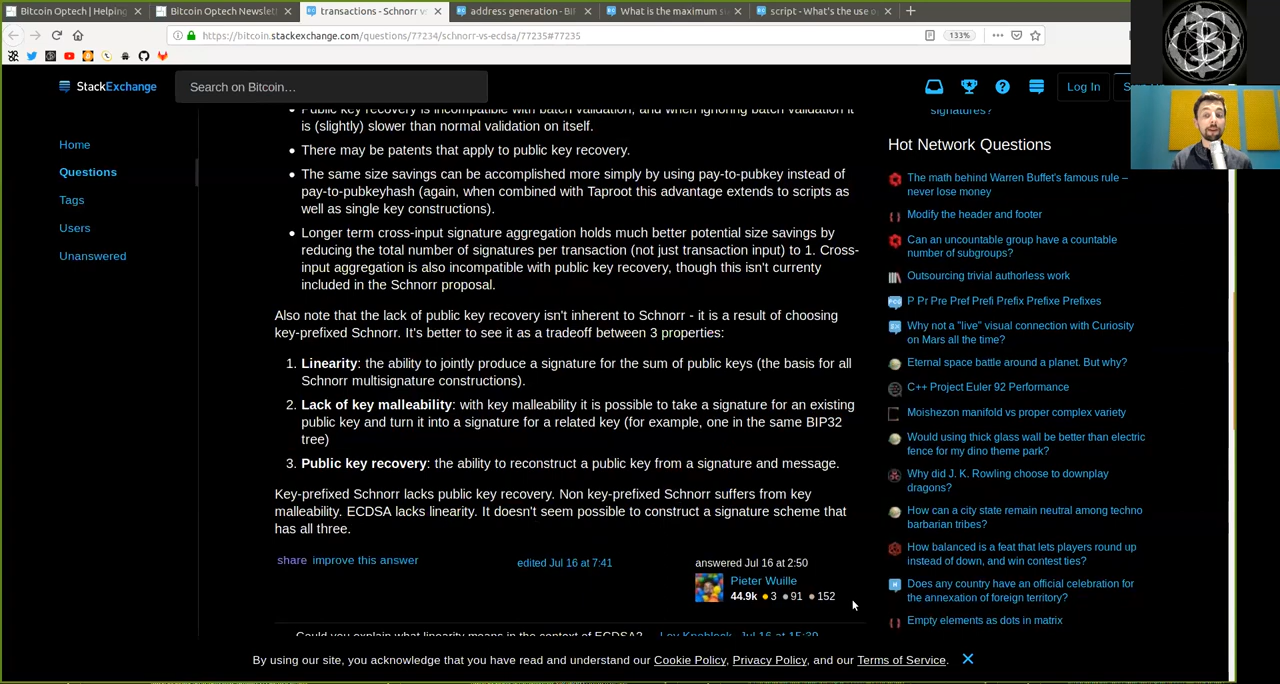 Bitcoin Optech | Helping
Bitcoin Optech Newslett
transactions - Schnorr vs
address generation - BIP
What is the maximum s
script - What's the use o
https://bitcoin.stackexchange.com/questions/77234/schnorr-vs-ecdsa/77235#77235
133%
StackExchange
Search on Bitcoin…
Log In
Home
Questions
Tags
Users
Unanswered
Public key recovery is incompatible with batch validation, and when ignoring batch validation it
is (slightly) slower than normal validation on itself.
There may be patents that apply to public key recovery.
The same size savings can be accomplished more simply by using pay-to-pubkey instead of
pay-to-pubkeyhash (again, when combined with Taproot this advantage extends to scripts as
well as single key constructions).
Longer term cross-input signature aggregation holds much better potential size savings by
reducing the total number of signatures per transaction (not just transaction input) to 1. Cross-
input aggregation is also incompatible with public key recovery, though this isn't currenty
included in the Schnorr proposal.
Also note that the lack of public key recovery isn't inherent to Schnorr - it is a result of choosing
key-prefixed Schnorr. It's better to see it as a tradeoff between 3 properties:
1. Linearity: the ability to jointly produce a signature for the sum of public keys (the basis for all
Schnorr multisignature constructions).
2. Lack of key malleability: with key malleability it is possible to take a signature for an existing
public key and turn it into a signature for a related key (for example, one in the same BIP32
tree)
3. Public key recovery: the ability to reconstruct a public key from a signature and message.
Key-prefixed Schnorr lacks public key recovery. Non key-prefixed Schnorr suffers from key
malleability. ECDSA lacks linearity. It doesn't seem possible to construct a signature scheme that
has all three.
share improve this answer
edited Jul 16 at 7:41
answered Jul 16 at 2:50
Pieter Wuille
44.9k 3 91 152
Could you explain what linearity means in the context of ECDSA? Lev Knoblock Jul 16 at 15:39
signatures?
Hot Network Questions
The math behind Warren Buffet's famous rule –
never lose money
Modify the header and footer
Can an uncountable group have a countable
number of subgroups?
Outsourcing trivial authorless work
P Pr Pre Pref Prefi Prefix Prefixe Prefixes
Why not a "live" visual connection with Curiosity
on Mars all the time?
Eternal space battle around a planet. But why?
C++ Project Euler 92 Performance
Moishezon manifold vs proper complex variety
Would using thick glass wall be better than electric
fence for my dino theme park?
Why did J. K. Rowling choose to downplay
dragons?
How can a city state remain neutral among techno
barbarian tribes?
How balanced is a feat that lets players round up
instead of down, and win contest ties?
Does any country have an official celebration for
the annexation of foreign territory?
Empty elements as dots in matrix
By using our site, you acknowledge that you have read and understand our Cookie Policy, Privacy Policy, and our Terms of Service.